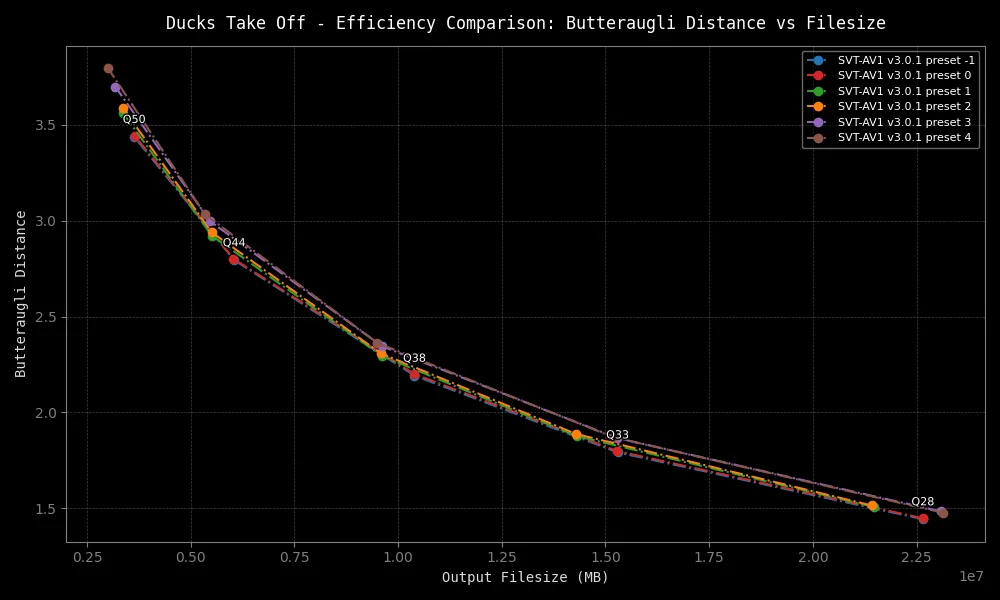 Ducks Take Off - Efficiency Comparison: Butteraugli Distance vs Filesize
SVT-AV1 v3.0.1 preset -1
SVT-AV1 v3.0.1 preset 0
SVT-AV1 v3.0.1 preset 1
SVT-AV1 v3.0.1 preset 2
SVT-AV1 v3.0.1 preset 3
SVT-AV1 v3.0.1 preset 4
Butteraugli Distance
3.5
3.0
2.5
2.0
1.5
Q50
Q44
Q38
Q33
Q28
0.25 0.50 0.75 1.00 1.25 1.50 1.75 2.00 2.25
1e7
Output Filesize (MB)